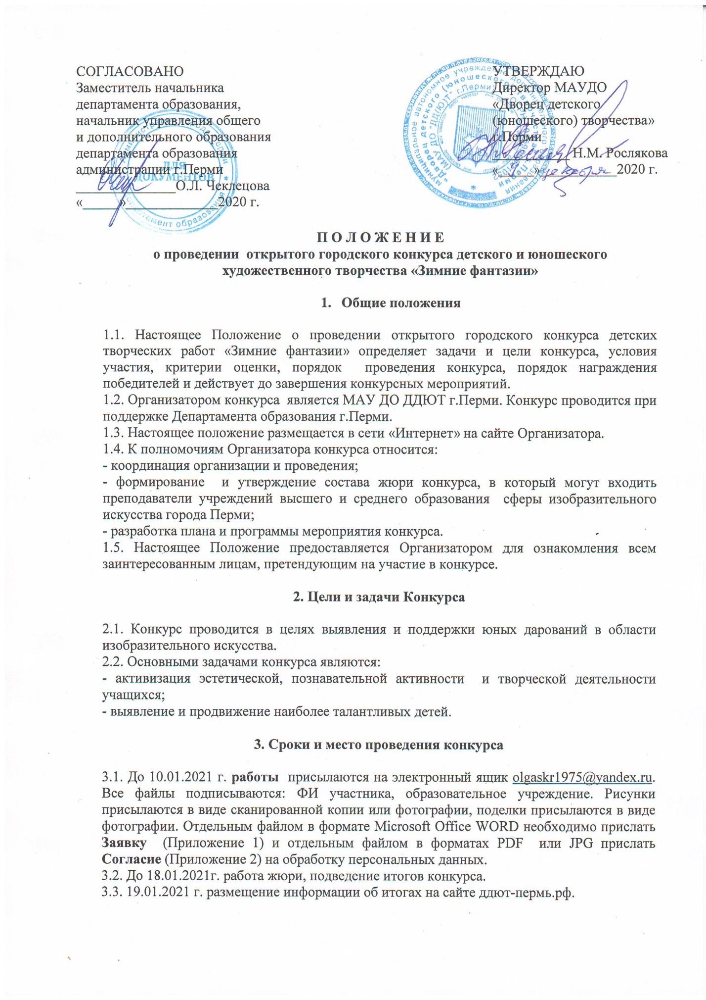 СОГЛАСОВАНО
Заместитель начальника
департамента образования,
начальник управления общего
и дополнительного образования
департамента образования
администрации г.Перми
______________О.Л. Чеклецова
«_____»_____________2020 г.
ДЛЯ
ДОКУМЕНТОВ
УТВЕРЖДАЮ
Директор МАУДО
«Дворец детского
(юношеского) творчества»
г.Перми
___________Н.М. Рослякова
«_9_»_декабря_2020 г.
П О Л О Ж Е Н И Е
о проведении открытого городского конкурса детского и юношеского
художественного творчества «Зимние фантазии»
1. Общие положения
1.1. Настоящее Положение о проведении открытого городского конкурса детских
творческих работ «Зимние фантазии» определяет задачи и цели конкурса, условия
участия, критерии оценки, порядок проведения конкурса, порядок награждения
победителей и действует до завершения конкурсных мероприятий.
1.2. Организатором конкурса является МАУ ДО ДДЮТ г.Перми. Конкурс проводится при
поддержке Департамента образования г.Перми.
1.3. Настоящее положение размещается в сети «Интернет» на сайте Организатора.
1.4. К полномочиям Организатора конкурса относится:
- координация организации и проведения;
- формирование и утверждение состава жюри конкурса, в который могут входить
преподаватели учреждений высшего и среднего образования сферы изобразительного
искусства города Перми;
- разработка плана и программы мероприятия конкурса.
1.5. Настоящее Положение предоставляется Организатором для ознакомления всем
заинтересованным лицам, претендующим на участие в конкурсе.
2. Цели и задачи Конкурса
2.1. Конкурс проводится в целях выявления и поддержки юных дарований в области
изобразительного искусства.
2.2. Основными задачами конкурса являются:
- активизация эстетической, познавательной активности и творческой деятельности
учащихся;
- выявление и продвижение наиболее талантливых детей.
3. Сроки и место проведения конкурса
3.1. До 10.01.2021 г. работы присылаются на электронный ящик olgaskr1975@yandex.ru.
Все файлы подписываются: ФИ участника, образовательное учреждение. Рисунки
присылаются в виде сканированной копии или фотографии, поделки присылаются в виде
фотографии. Отдельным файлом в формате Microsoft Office WORD необходимо прислать
Заявку (Приложение 1) и отдельным файлом в форматах PDF или JPG прислать
Согласие (Приложение 2) на обработку персональных данных.
3.2. До 18.01.2021г. работа жюри, подведение итогов конкурса.
3.3. 19.01.2021 г. размещение информации об итогах на сайте ддют-пермь.рф.